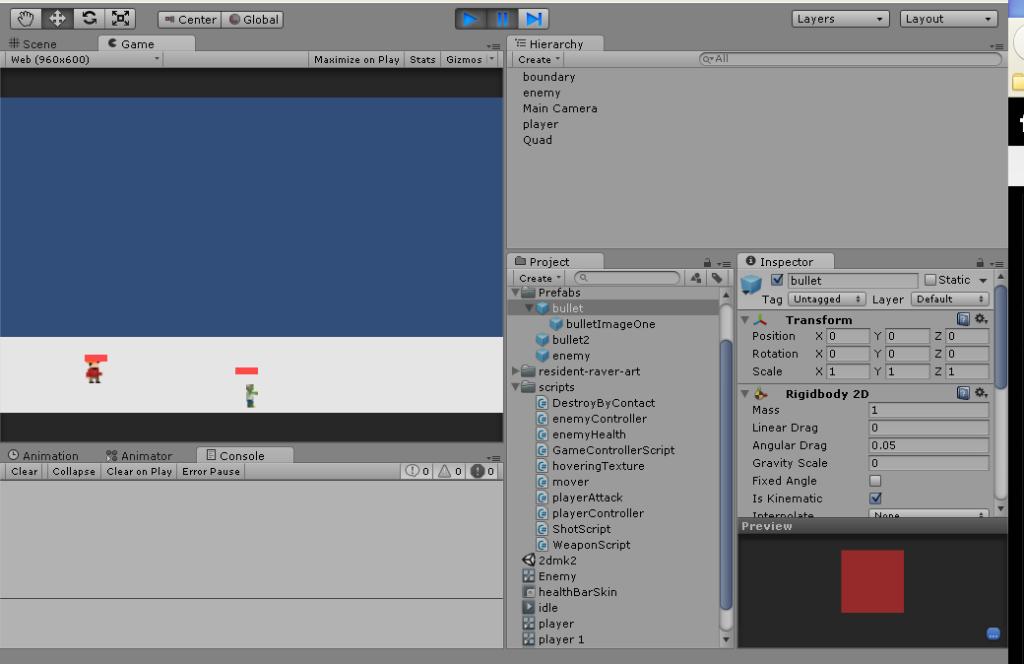 Center Global Layers Layout
Scene Game
Web (960x600) Maximize on Play Stats Gizmos
Hierarchy
Create All
boundary
enemy
Main Camera
player
Quad
Project
Create
Prefabs
bullet
bulletImageOne
bullet2
enemy
resident-raver-art
scripts
DestroyByContact
enemyController
enemyHealth
GameControllerScript
hoveringTexture
mover
playerAttack
playerController
ShotScript
WeaponScript
2dmk2
Enemy
healthBarSkin
idle
player
player 1
Inspector
bullet Static
Tag Untagged Layer Default
Transform
Position X 0 Y 0 Z 0
Rotation X 0 Y 0 Z 0
Scale X 1 Y 1 Z 1
Rigidbody 2D
Mass 1
Linear Drag 0
Angular Drag 0.05
Gravity Scale 0
Fixed Angle
Is Kinematic
Interpolate None
Preview
Animation Animator Console
Clear Collapse Clear on Play Error Pause 0 0 0